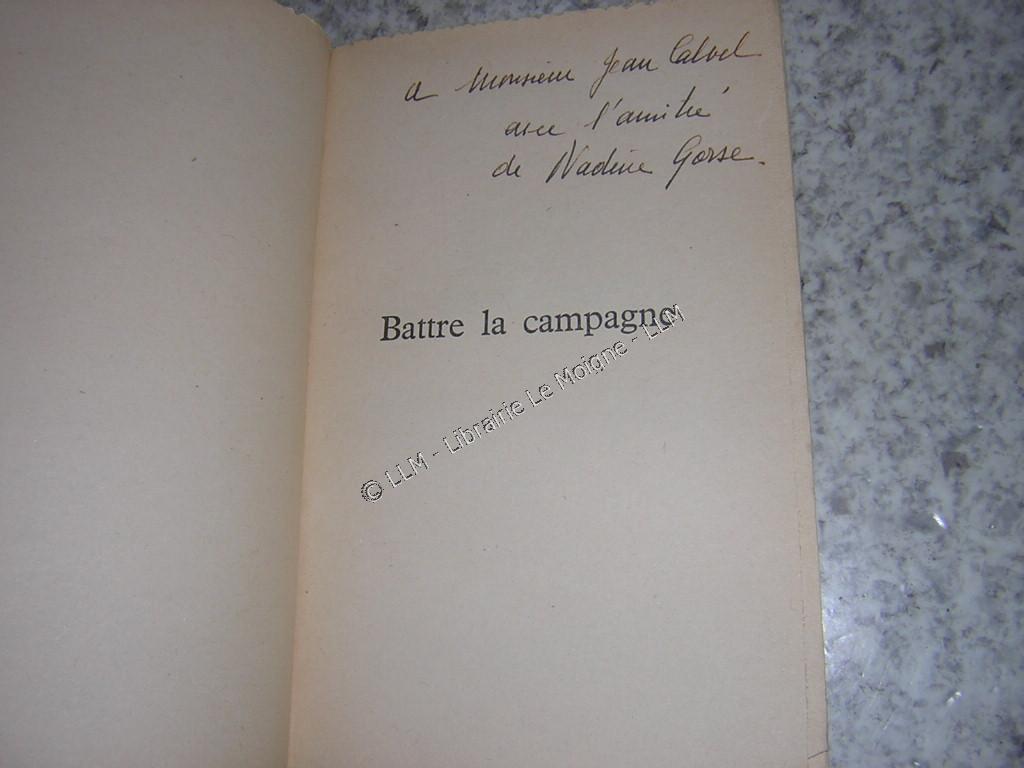 a Monsieur Jean Calvel
avec l'amitié
de Nadine Gorse.
Battre la campagne
© LLM - Librairie Le Moigne - LLM